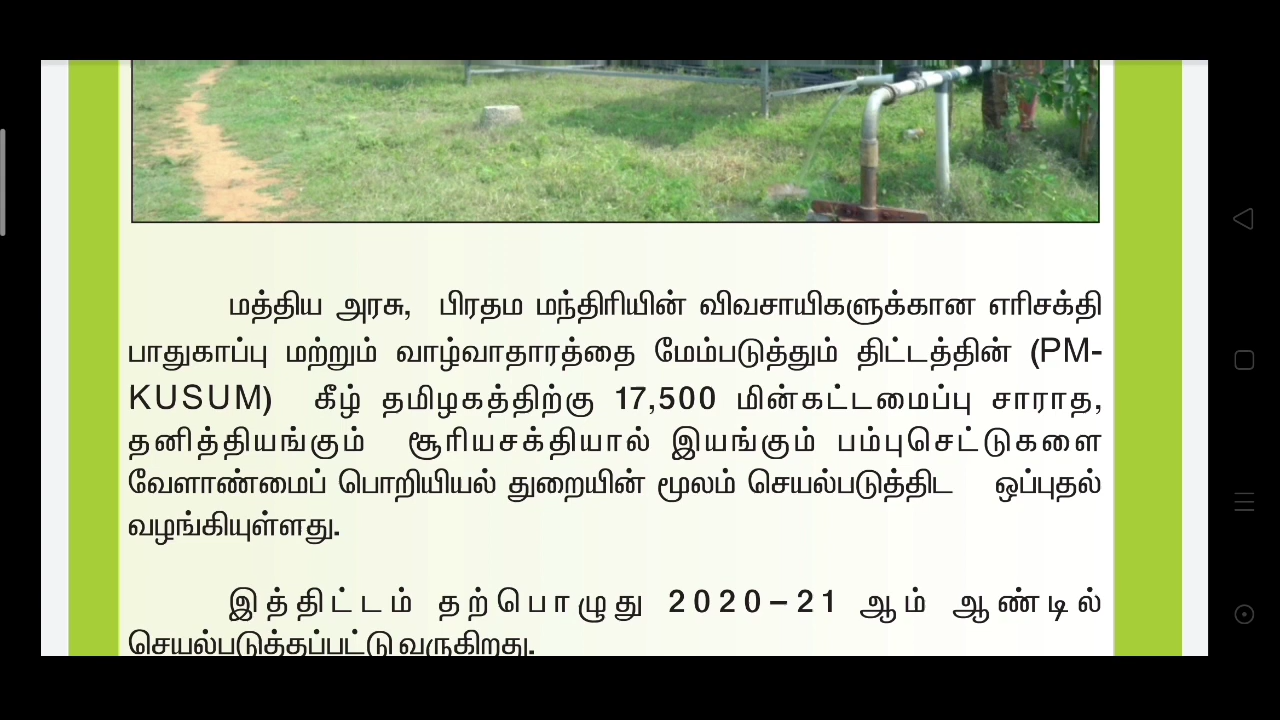 மத்திய அரசு, பிரதம மந்திரியின் விவசாயிகளுக்கான எரிசக்தி
பாதுகாப்பு மற்றும் வாழ்வாதாரத்தை மேம்படுத்தும் திட்டத்தின் (PM-
KUSUM) கீழ் தமிழகத்திற்கு 17,500 மின்கட்டமைப்பு சாராத,
தனித்தியங்கும் சூரியசக்தியால் இயங்கும் பம்புசெட்டுகளை
வேளாண்மைப் பொறியியல் துறையின் மூலம் செயல்படுத்திட ஒப்புதல்
வழங்கியுள்ளது.
இத்திட்டம் தற்பொழுது 2020–21 ஆம் ஆண்டில்
செயல்படுத்தப்பட்டு வருகிறது.